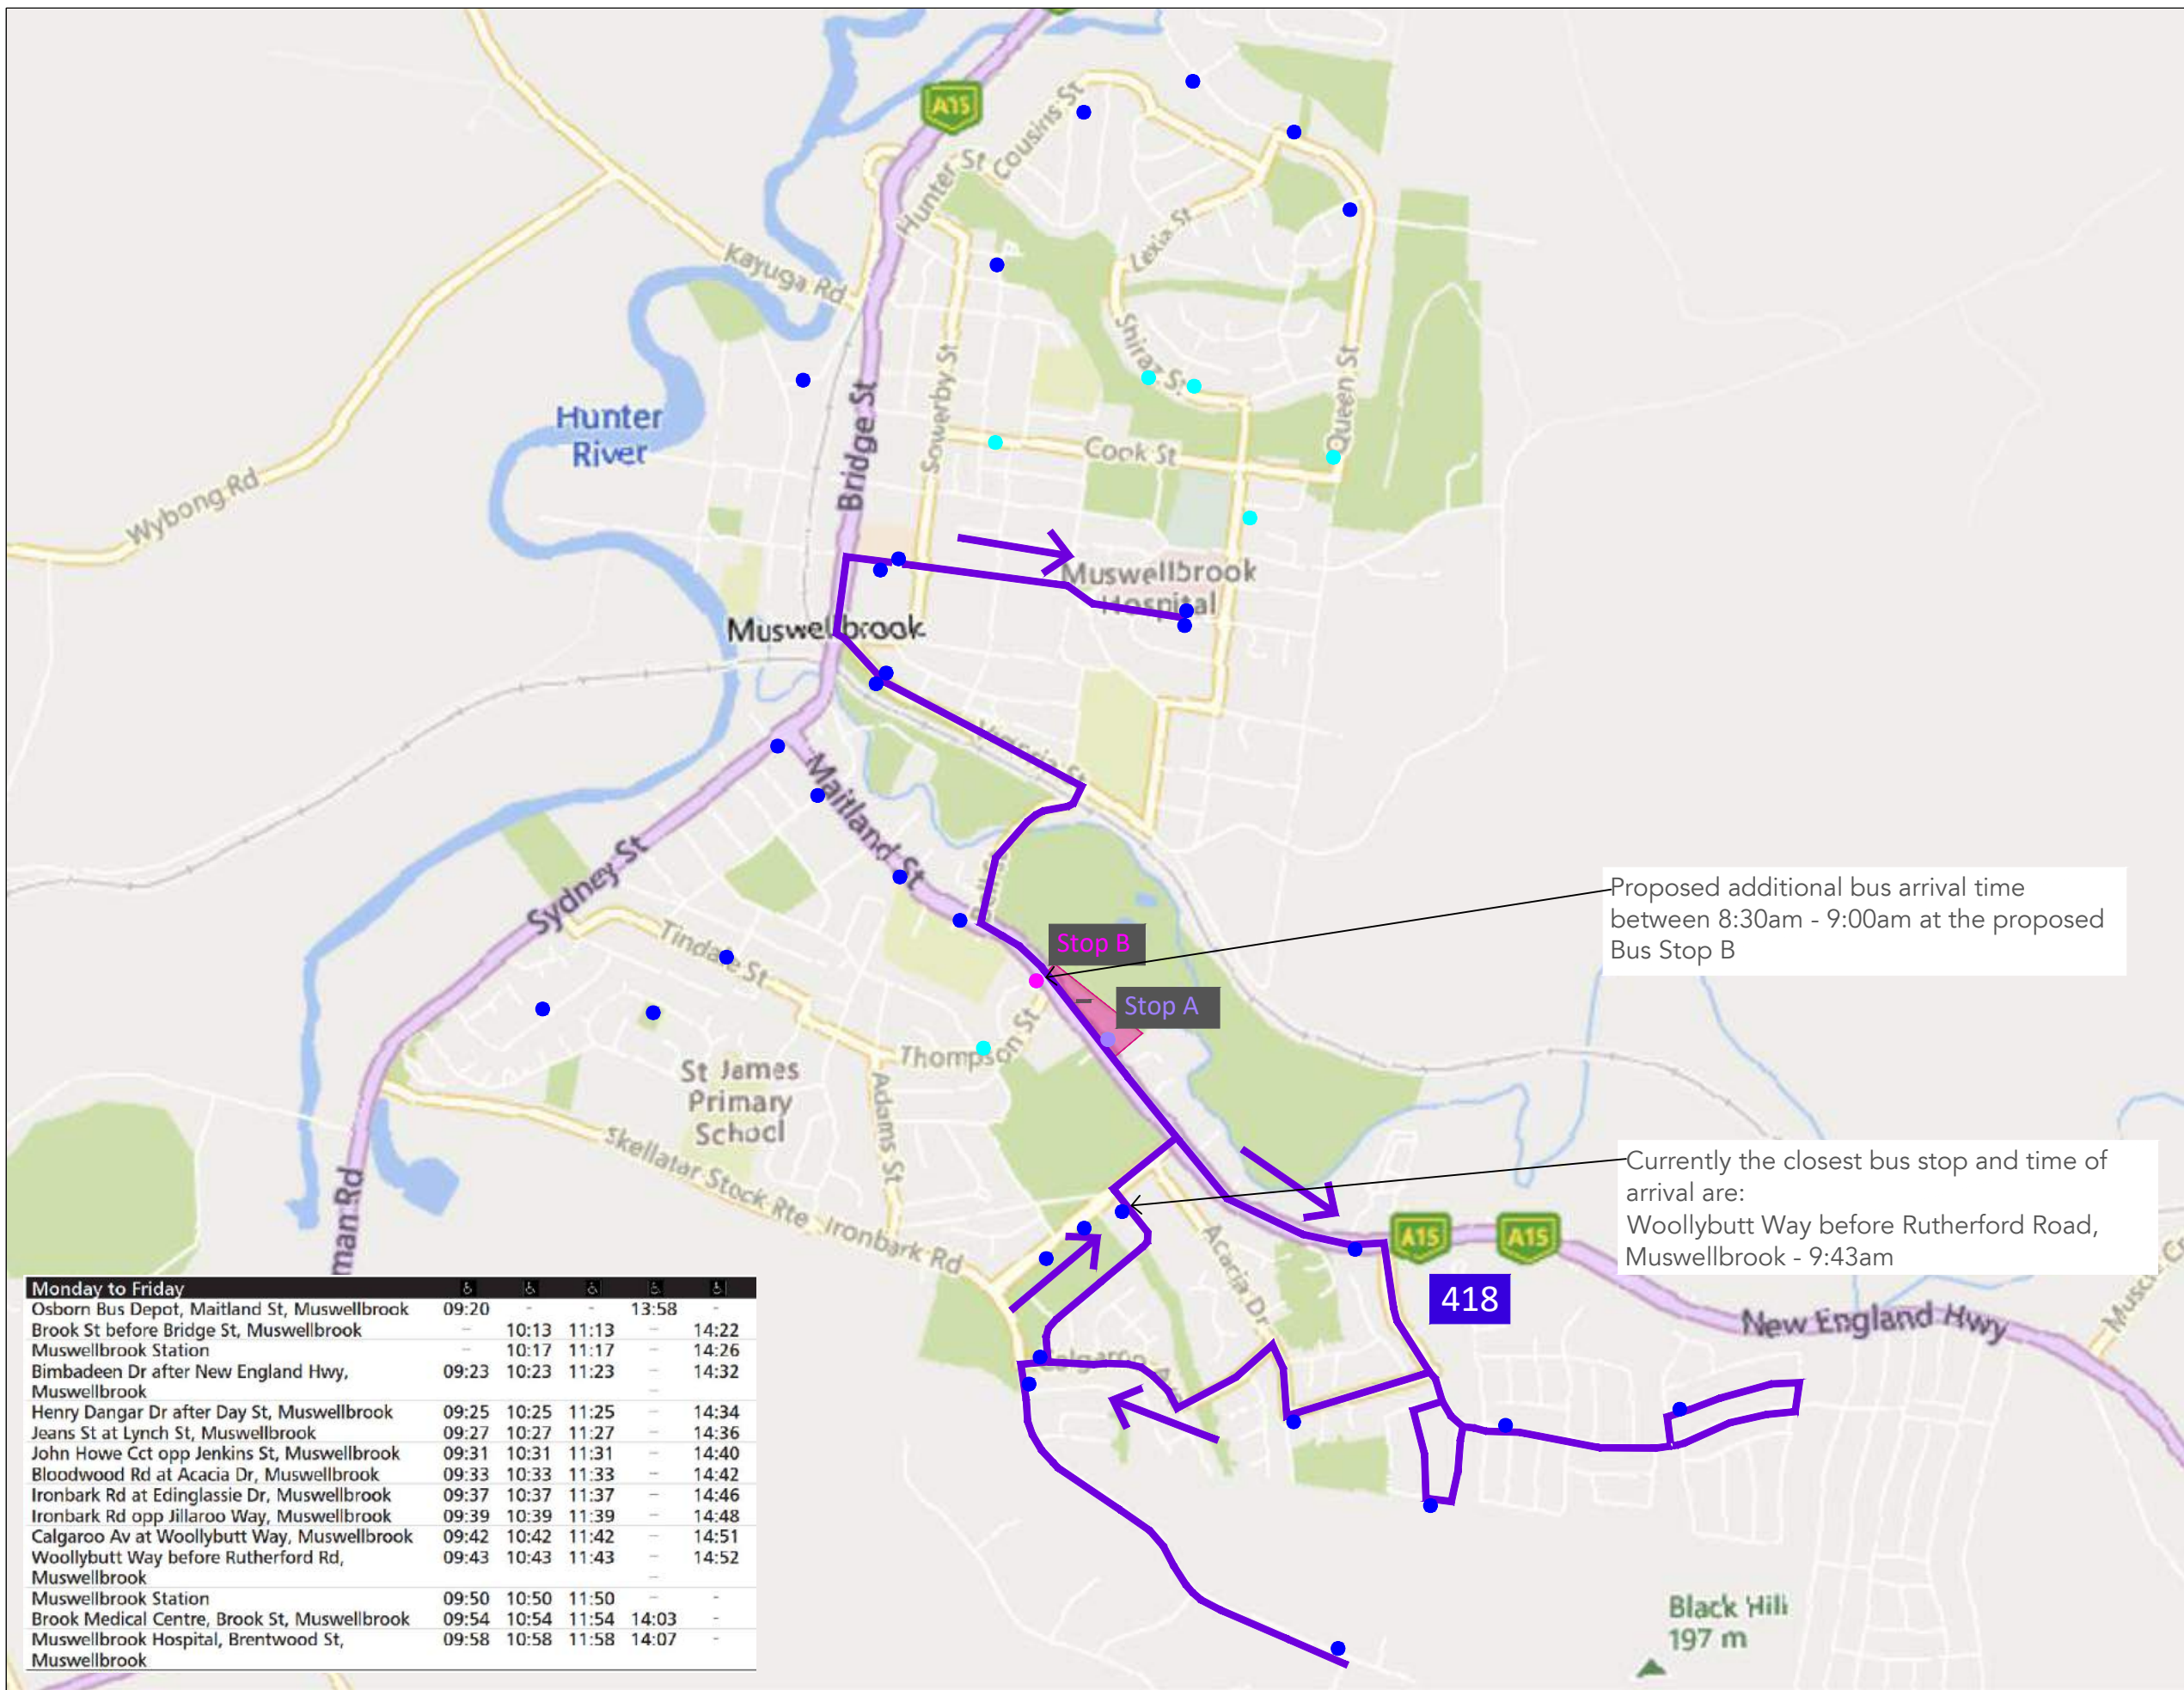 A15
Cousins St
Hunter St
Lexia St
Kayuga Rd
Shiraz St
Queen St
Sowerby St
Bridge St
Hunter
River
Cook St
Wybong Rd
Muswellbrook
Hospital
Muswellbrook
Victoria St
Maitland St
Sydney St
Proposed additional bus arrival time
between 8:30am - 9:00am at the proposed
Bus Stop B
Stop B
Tindale St
Stop A
Thompson St
St James
Primary
School
Adams St
Skellatar Stock Rte
Ironbark Rd
Currently the closest bus stop and time of
arrival are:
Woollybutt Way before Rutherford Road,
Muswellbrook - 9:43am
Acacia Dr
A15
A15
man Rd
418
New England Hwy
Calgaroo Av
Monday to Friday
Osborn Bus Depot, Maitland St, Muswellbrook 09:20 - - 13:58 -
Brook St before Bridge St, Muswellbrook – 10:13 11:13 – 14:22
Muswellbrook Station – 10:17 11:17 – 14:26
Bimbadeen Dr after New England Hwy, 09:23 10:23 11:23 – 14:32
Muswellbrook –
Henry Dangar Dr after Day St, Muswellbrook 09:25 10:25 11:25 – 14:34
Jeans St at Lynch St, Muswellbrook 09:27 10:27 11:27 – 14:36
John Howe Cct opp Jenkins St, Muswellbrook 09:31 10:31 11:31 – 14:40
Bloodwood Rd at Acacia Dr, Muswellbrook 09:33 10:33 11:33 – 14:42
Ironbark Rd at Edinglassie Dr, Muswellbrook 09:37 10:37 11:37 – 14:46
Ironbark Rd opp Jillaroo Way, Muswellbrook 09:39 10:39 11:39 – 14:48
Calgaroo Av at Woollybutt Way, Muswellbrook 09:42 10:42 11:42 – 14:51
Woollybutt Way before Rutherford Rd, 09:43 10:43 11:43 – 14:52
Muswellbrook –
Muswellbrook Station 09:50 10:50 11:50 – -
Brook Medical Centre, Brook St, Muswellbrook 09:54 10:54 11:54 14:03 -
Muswellbrook Hospital, Brentwood St, 09:58 10:58 11:58 14:07 -
Muswellbrook
Black Hill
197 m